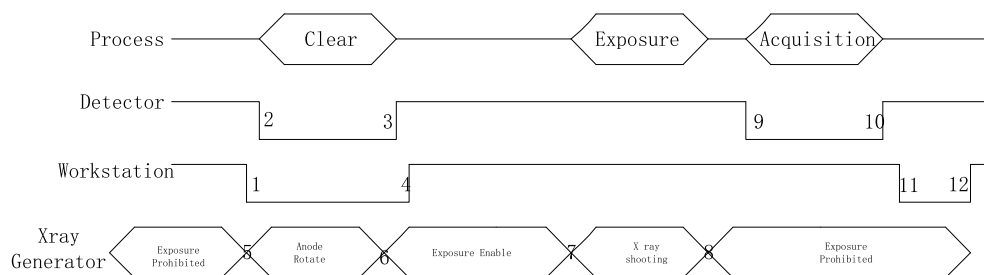 Process
Clear
Exposure
Acquisition
Detector
2
3
9
10
Workstation
1
4
11
12
Xray
Generator
Exposure
Prohibited
5
Anode
Rotate
6
Exposure Enable
7
X ray
shooting
8
Exposure
Prohibited